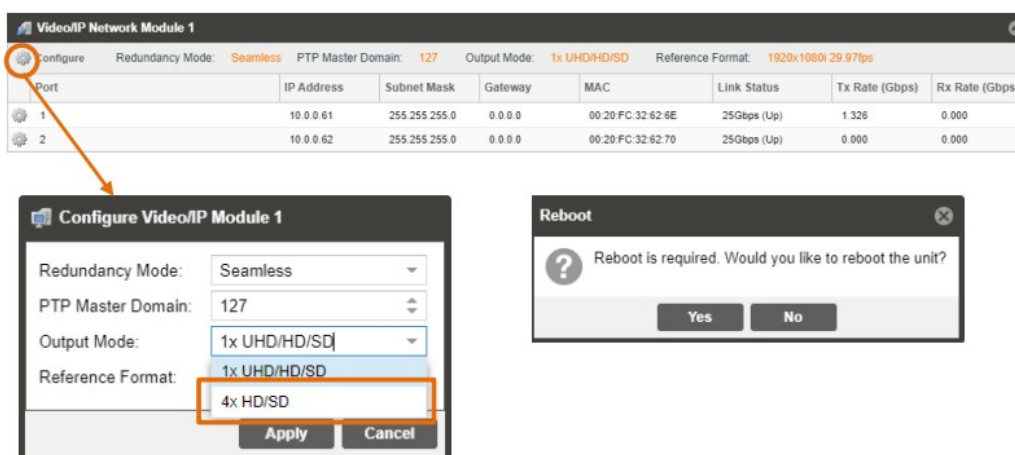 Video/IP Network Module 1
Configure Redundancy Mode: Seamless PTP Master Domain: 127 Output Mode: 1x UHD/HD/SD Reference Format: 1920x1080i 29.97fps
Port IP Address Subnet Mask Gateway MAC Link Status Tx Rate (Gbps) Rx Rate (Gbps
1 10.0.0.61 255.255.255.0 0.0.0.0 00:20:FC:32:62:6E 25Gbps (Up) 1.326 0.000
2 10.0.0.62 255.255.255.0 0.0.0.0 00:20:FC:32:62:70 25Gbps (Up) 0.000 0.000
Configure Video/IP Module 1
Redundancy Mode: Seamless
PTP Master Domain: 127
Output Mode: 1x UHD/HD/SD
Reference Format: 1x UHD/HD/SD
4x HD/SD
Apply Cancel
Reboot
Reboot is required. Would you like to reboot the unit?
Yes No